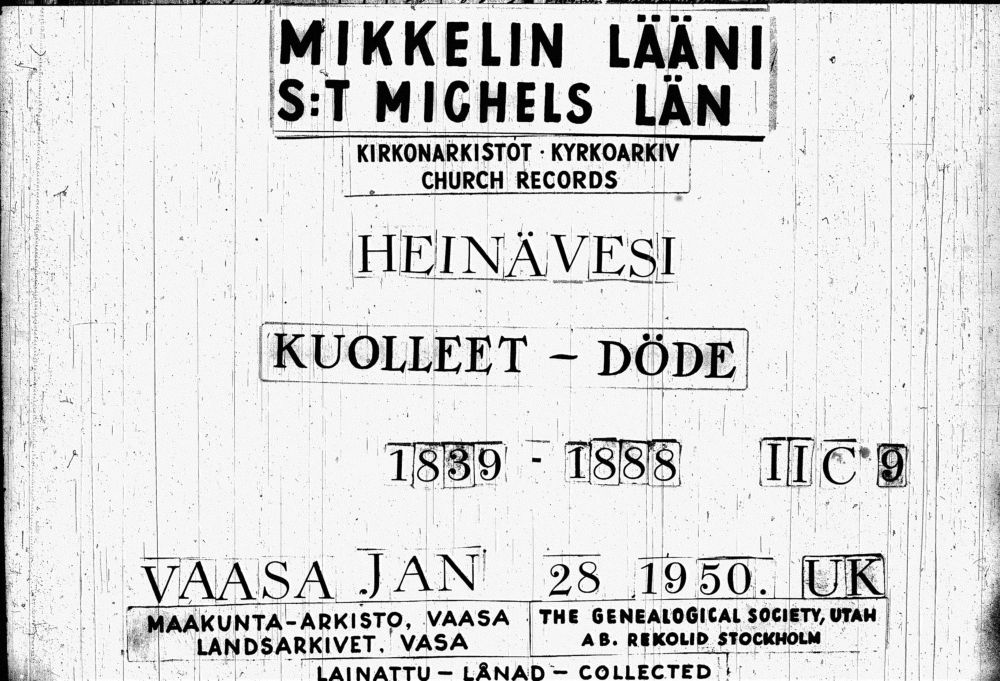 MIKKELIN LÄÄNI
S:T MICHELS LÄN
KIRKONARKISTOT · KYRKOARKIV
CHURCH RECORDS
HEINÄVESI
KUOLLEET – DÖDE
1839 - 1888 IIC 9
VAASA JAN 28 1950. UK
MAAKUNTA-ARKISTO, VAASA
LANDSARKIVET, VASA
THE GENEALOGICAL SOCIETY, UTAH
AB. REKOLID STOCKHOLM
LAINATTU – LÅNAD – COLLECTED